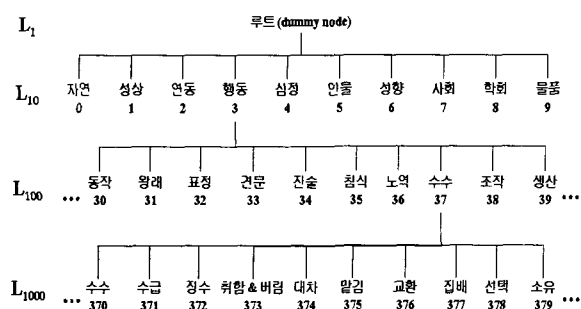 L1 루트 (dummy node)
L10 자연 성상 연동 행동 심정 인물 성향 사회 학회 물품
0 1 2 3 4 5 6 7 8 9
L100 ··· 동작 왕래 표정 견문 진술 침식 노역 수수 조작 생산 ···
30 31 32 33 34 35 36 37 38 39
L1000 ··· 수수 수급 징수 취함 & 버림 대차 맡김 교환 집배 선택 소유 ···
370 371 372 373 374 375 376 377 378 379